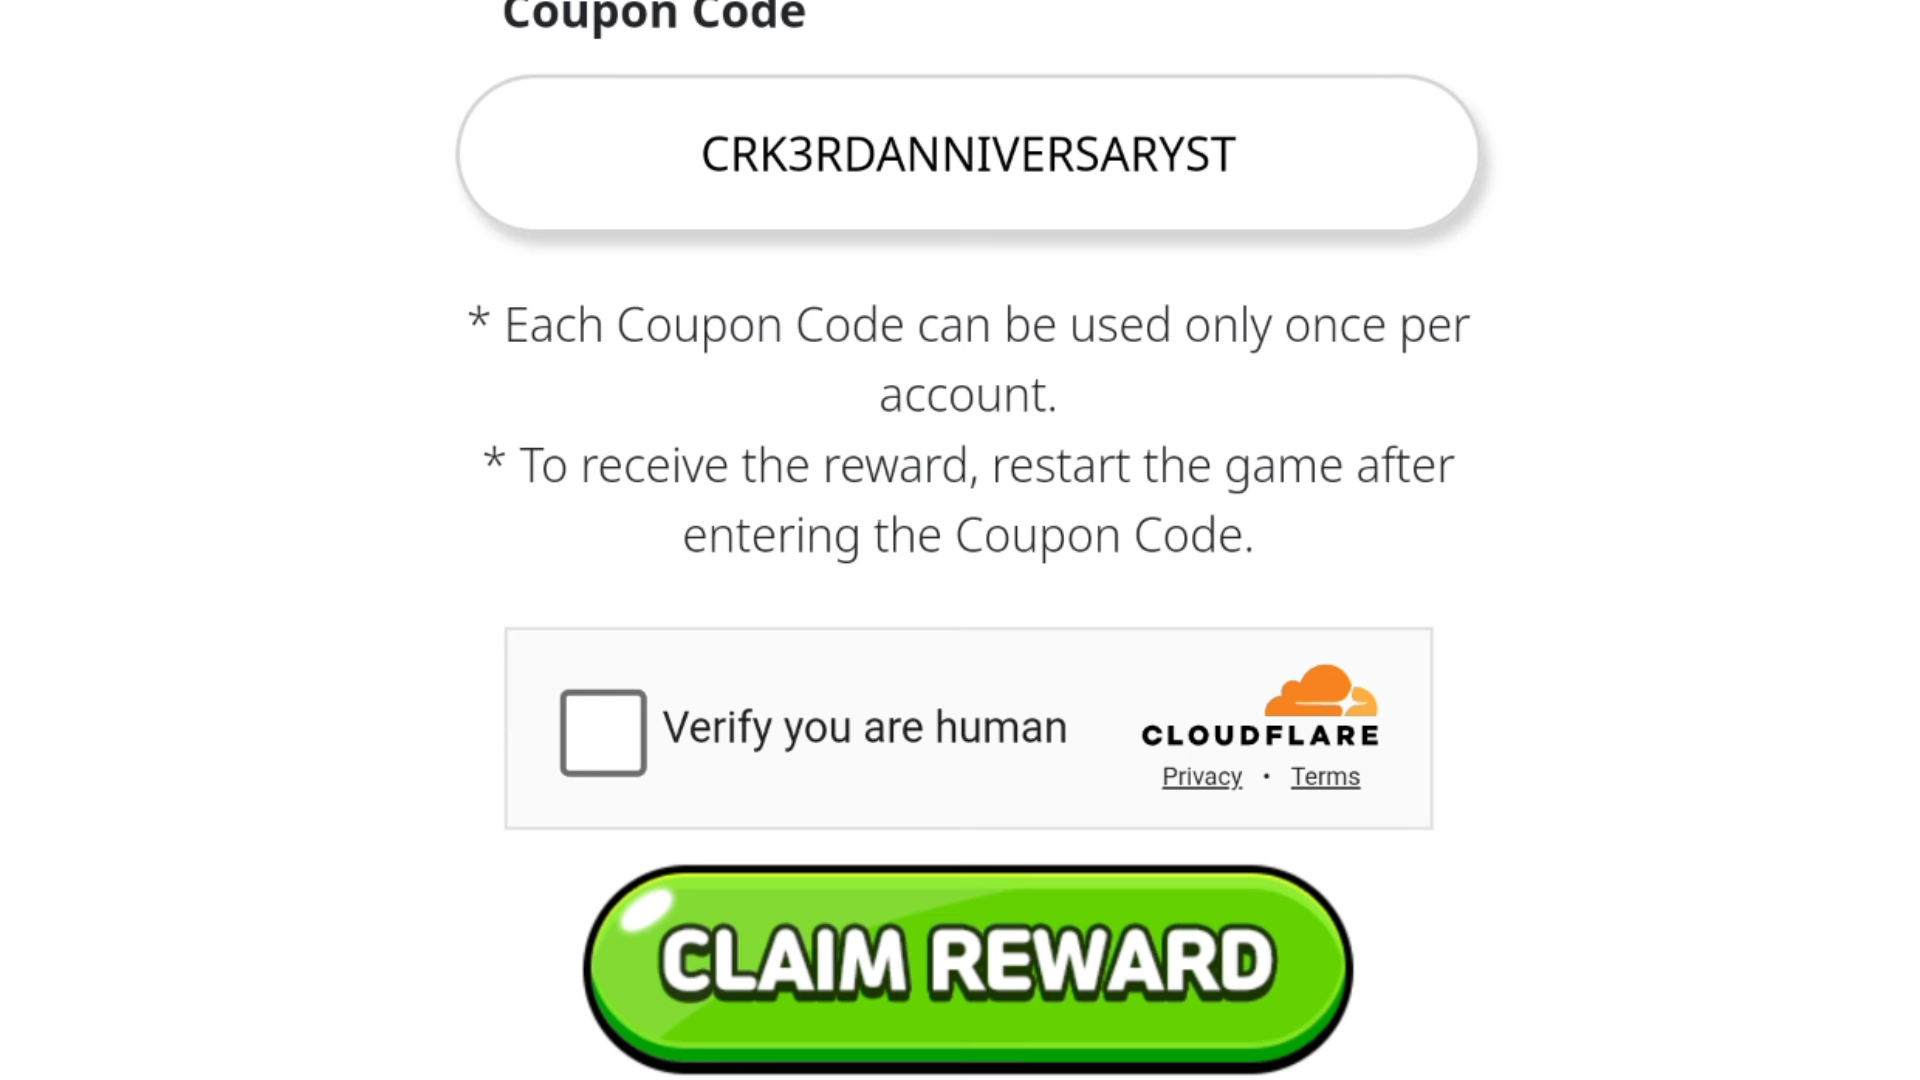 Coupon Code
CRK3RDANNIVERSARYST
* Each Coupon Code can be used only once per
account.
* To receive the reward, restart the game after
entering the Coupon Code.
Verify you are human
CLOUDFLARE
Privacy • Terms
CLAIM REWARD